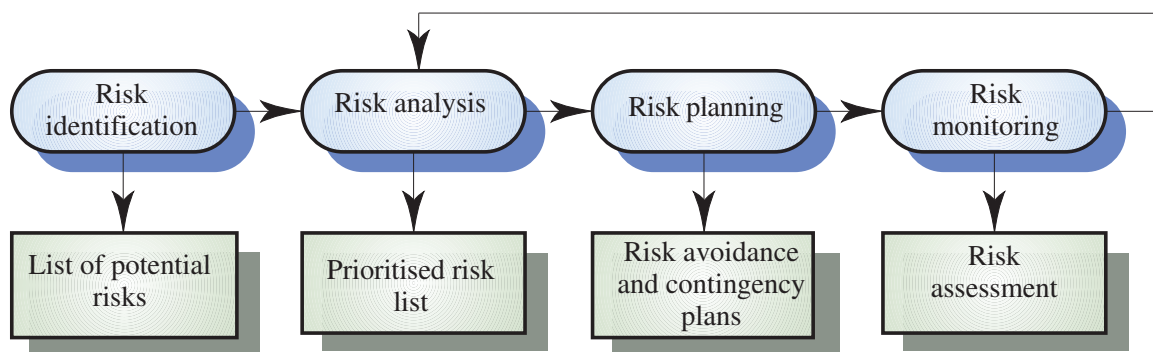 Risk
identification
Risk analysis
Risk planning
Risk
monitoring
List of potential
risks
Prioritised risk
list
Risk avoidance
and contingency
plans
Risk
assessment